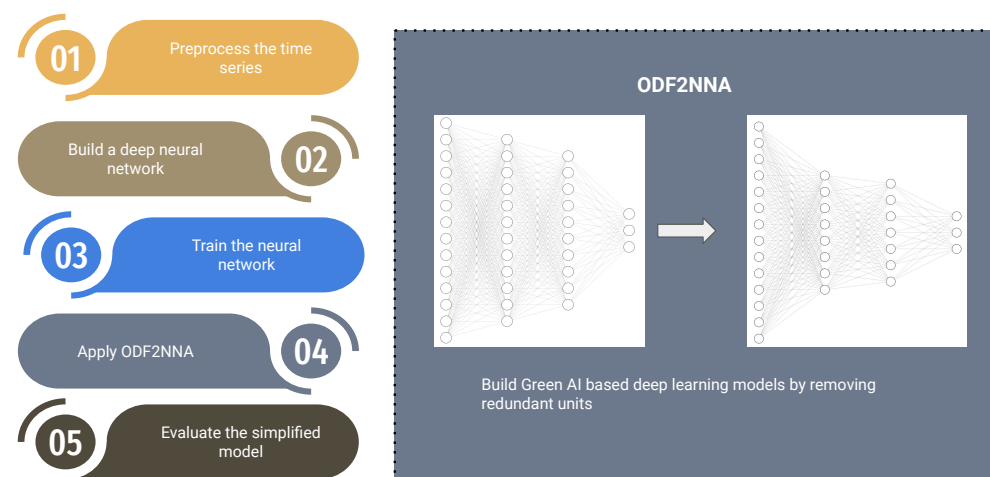 01
Preprocess the time
series
Build a deep neural
network
02
03
Train the neural
network
Apply ODF2NNA
04
05
Evaluate the simplified
model
ODF2NNA
Build Green AI based deep learning models by removing
redundant units